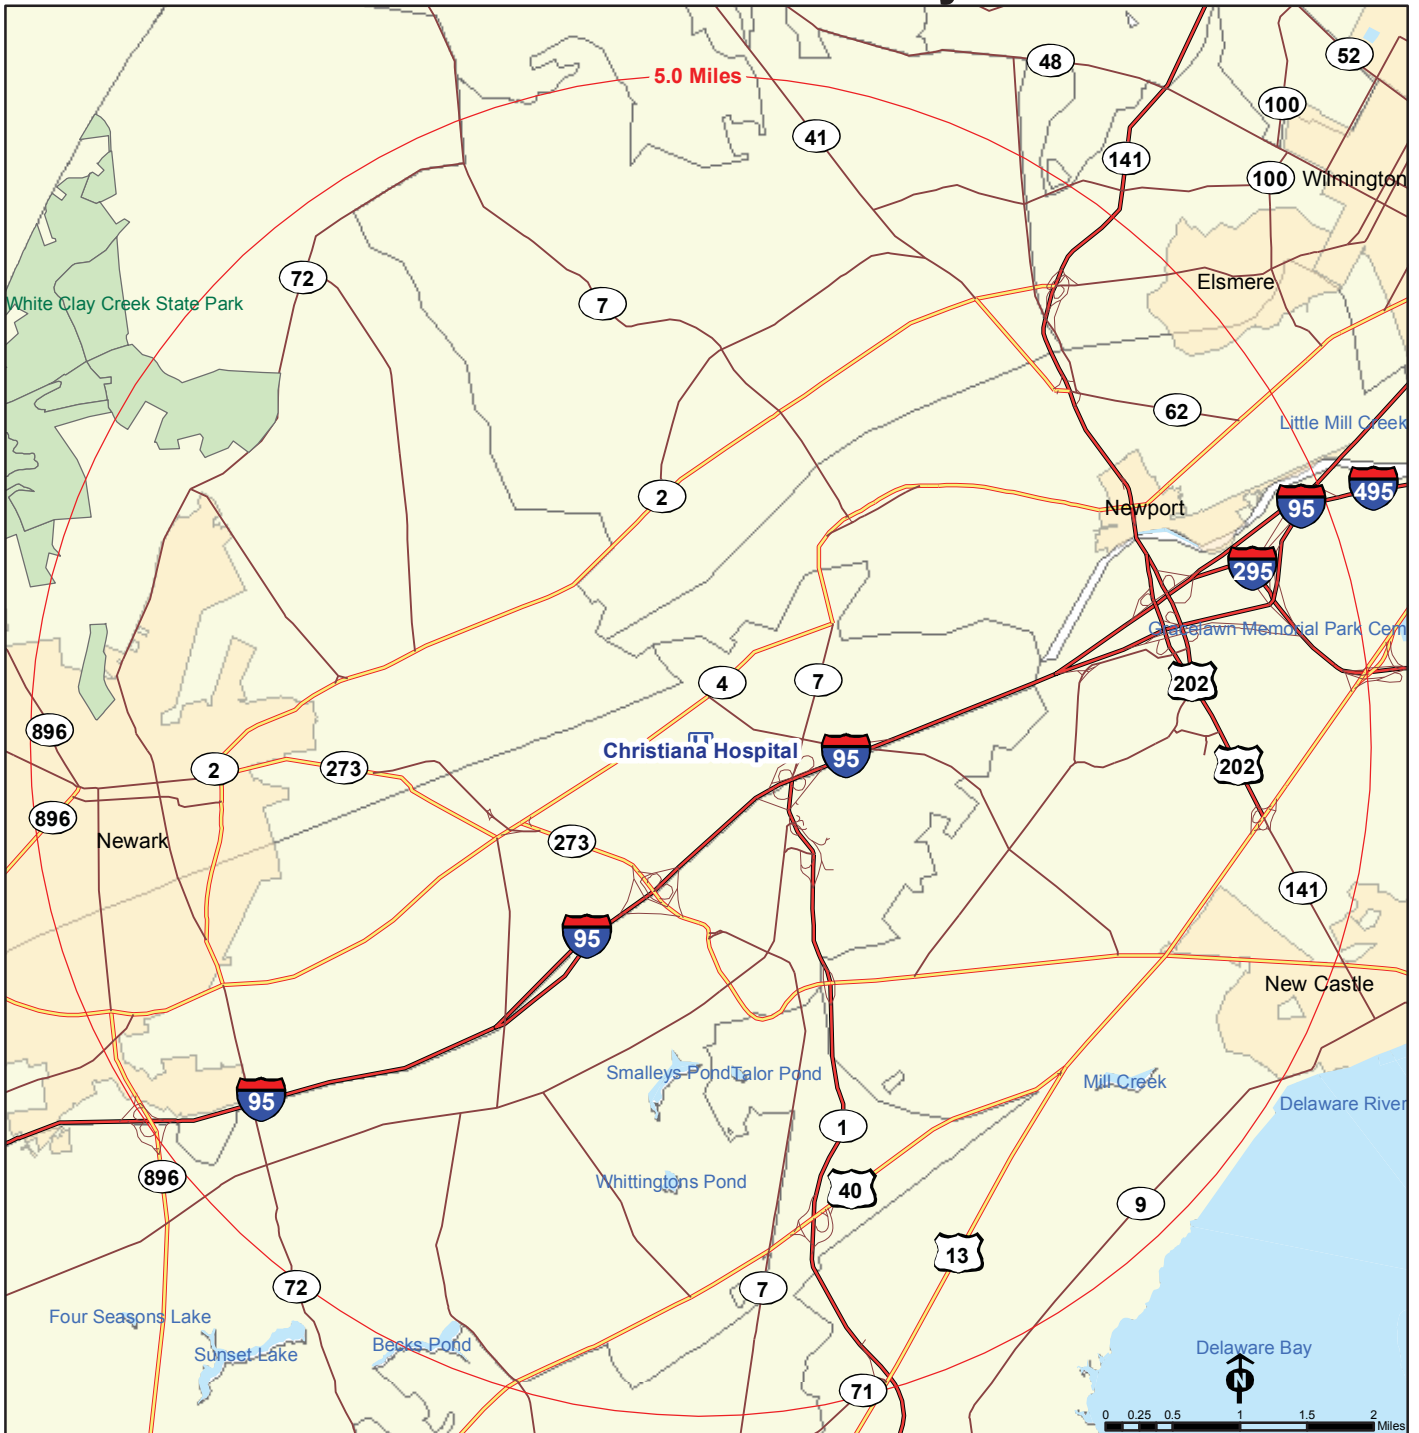 5.0 Miles
48
52
100
41
141
100
Wilmington
72
7
Elsmere
White Clay Creek State Park
62
Little Mill Creek
2
495
95
Newport
295
Gracelawn Memorial Park Cem
4
7
202
896
Christiana Hospital
95
2
273
202
896
Newark
273
141
95
New Castle
Smalleys Pond
Talor Pond
Mill Creek
95
Delaware River
1
896
Whittingtons Pond
40
9
13
72
7
Four Seasons Lake
Sunset Lake
Becks Pond
Delaware Bay
N
71
0 0.25 0.5 1 1.5 2
Miles